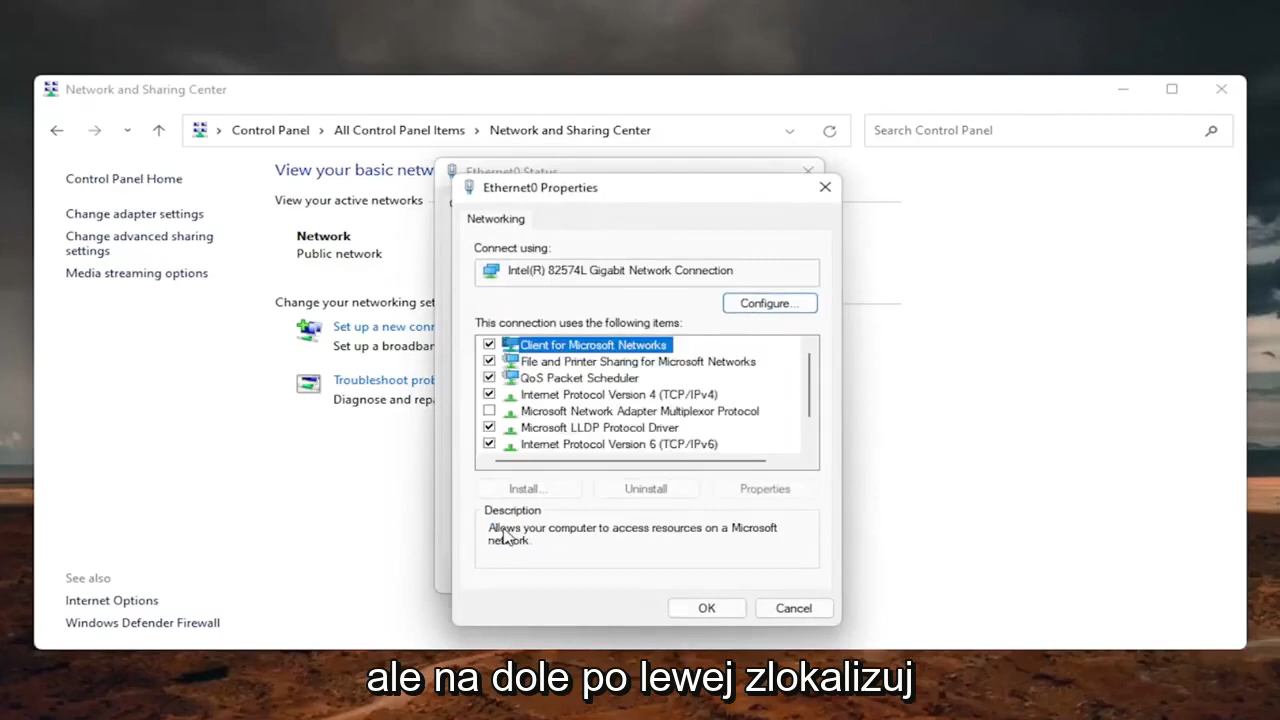 Network and Sharing Center
Control Panel
All Control Panel Items
Network and Sharing Center
Search Control Panel
Control Panel Home
Change adapter settings
Change advanced sharing
settings
Media streaming options
See also
Internet Options
Windows Defender Firewall
View your basic netw
View your active networks
Network
Public network
Change your networking set
Set up a new conn
Set up a broadbar
Troubleshoot prob
Diagnose and repa
Ethernet0 Status
Ethernet0 Properties
Networking
Connect using:
Intel(R) 82574L Gigabit Network Connection
Configure...
This connection uses the following items:
Client for Microsoft Networks
File and Printer Sharing for Microsoft Networks
QoS Packet Scheduler
Internet Protocol Version 4 (TCP/IPv4)
Microsoft Network Adapter Multiplexor Protocol
Microsoft LLDP Protocol Driver
Internet Protocol Version 6 (TCP/IPv6)
Install...
Uninstall
Properties
Description
Allows your computer to access resources on a Microsoft
network.
OK
Cancel
ale na dole po lewej zlokalizuj